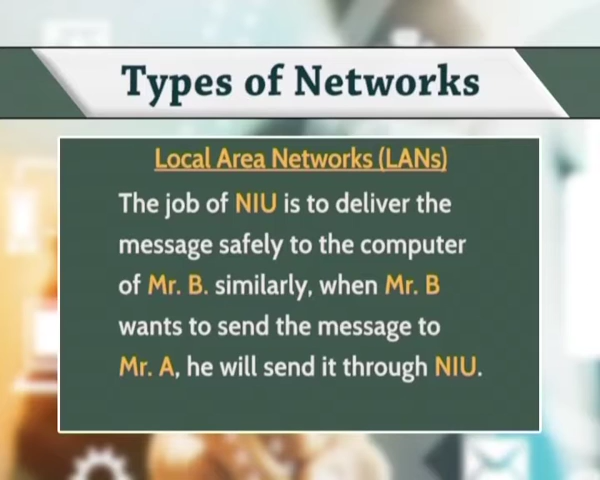 Types of Networks
Local Area Networks (LANs)
The job of NIU is to deliver the
message safely to the computer
of Mr. B. similarly, when Mr. B
wants to send the message to
Mr. A, he will send it through NIU.